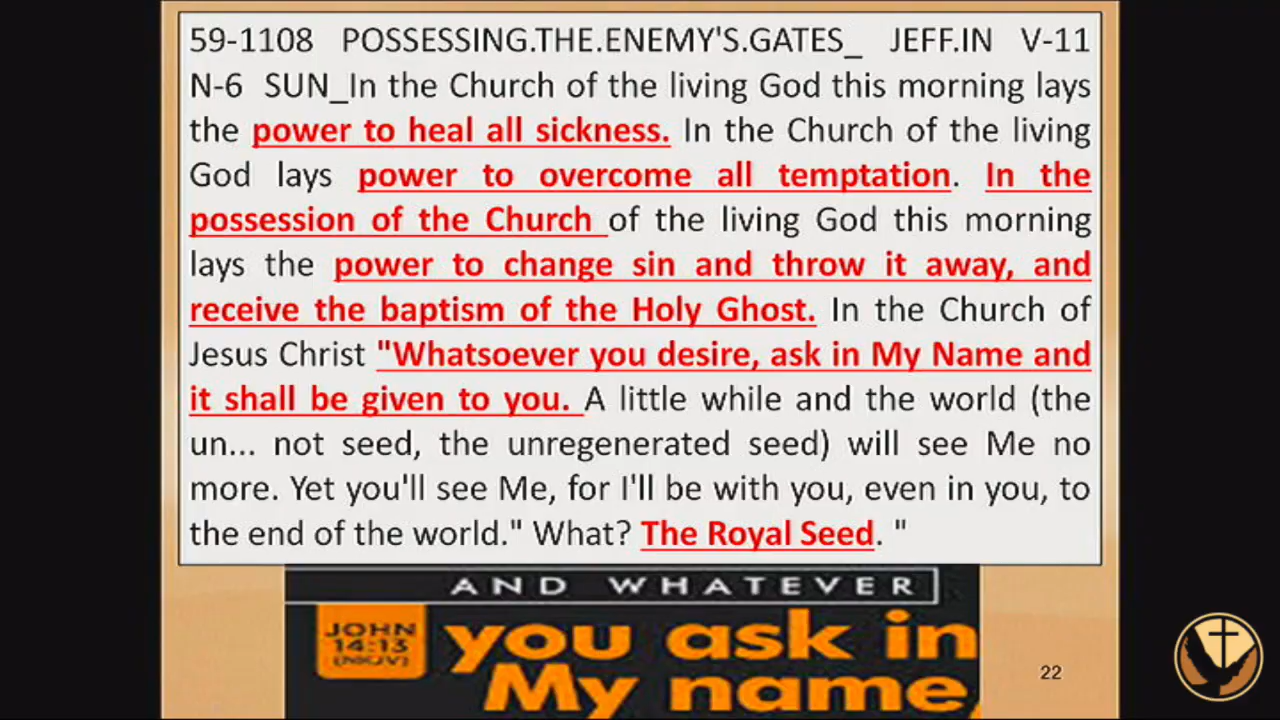 59-1108 POSSESSING.THE.ENEMY'S.GATES_ JEFF.IN V-11
N-6 SUN_In the Church of the living God this morning lays
the power to heal all sickness. In the Church of the living
God lays power to overcome all temptation. In the
possession of the Church of the living God this morning
lays the power to change sin and throw it away, and
receive the baptism of the Holy Ghost. In the Church of
Jesus Christ "Whatsoever you desire, ask in My Name and
it shall be given to you. A little while and the world (the
un... not seed, the unregenerated seed) will see Me no
more. Yet you'll see Me, for I'll be with you, even in you, to
the end of the world." What? The Royal Seed. "
AND WHATEVER
JOHN
14:13
(NKJV)
you ask in
My name,
22